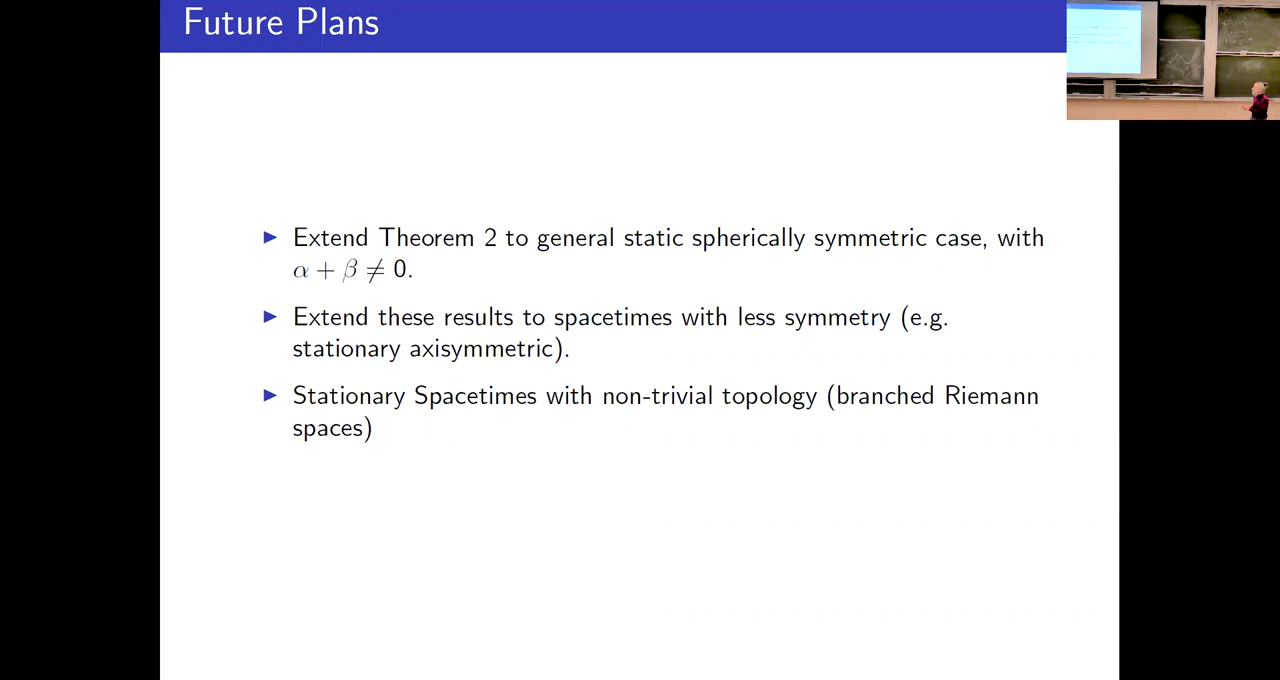 Future Plans
▶ Extend Theorem 2 to general static spherically symmetric case, with
α + β ≠ 0.
▶ Extend these results to spacetimes with less symmetry (e.g.
stationary axisymmetric).
▶ Stationary Spacetimes with non-trivial topology (branched Riemann
spaces)